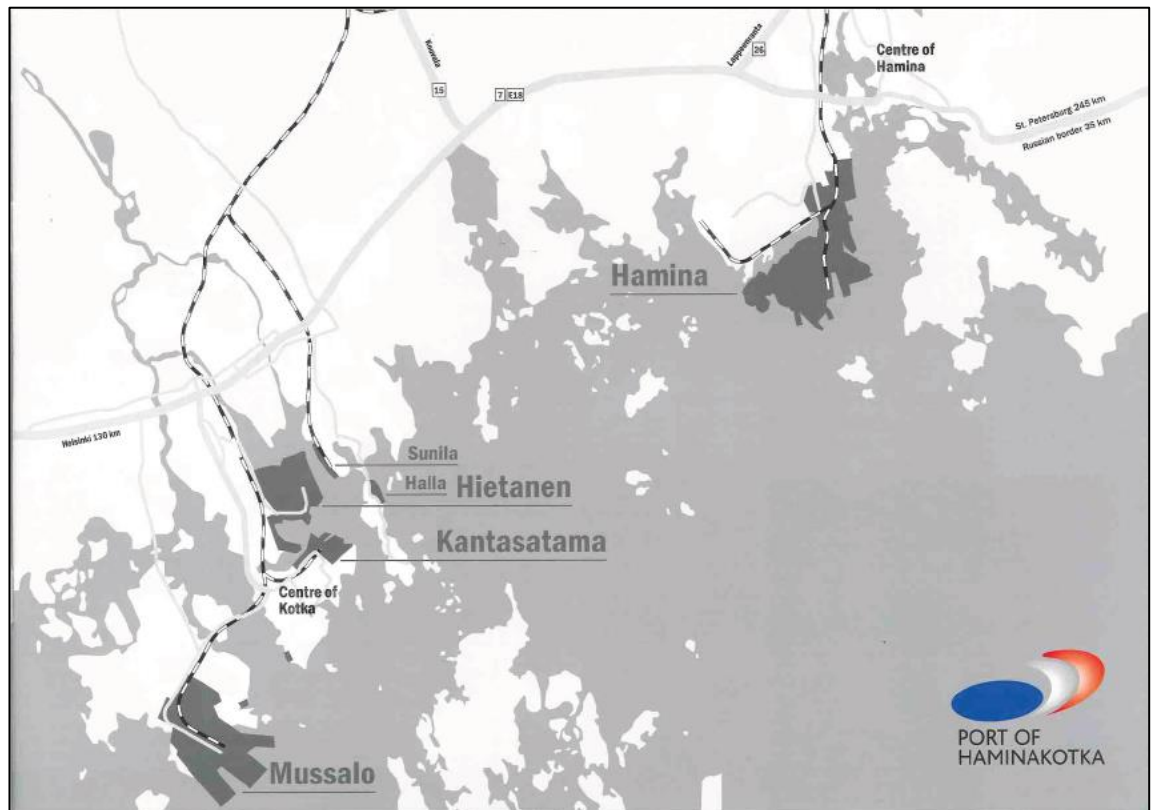 Kouvola
15
7 E18
Lappeenranta
26
Centre of
Hamina
St. Petersburg 245 km
Russian border 35 km
Hamina
Helsinki 130 km
Sunila
Halla
Hietanen
Kantasatama
Centre of
Kotka
Mussalo
PORT OF
HAMINAKOTKA